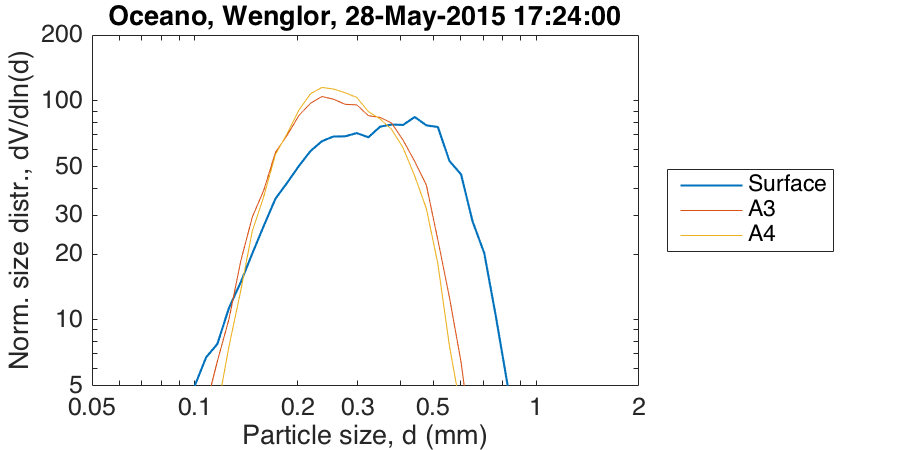 Oceano, Wenglor, 28-May-2015 17:24:00
Norm. size distr., dV/dln(d)
200
100
50
30
20
10
5
0.05 0.1 0.2 0.3 0.5 1 2
Particle size, d (mm)
Surface
A3
A4